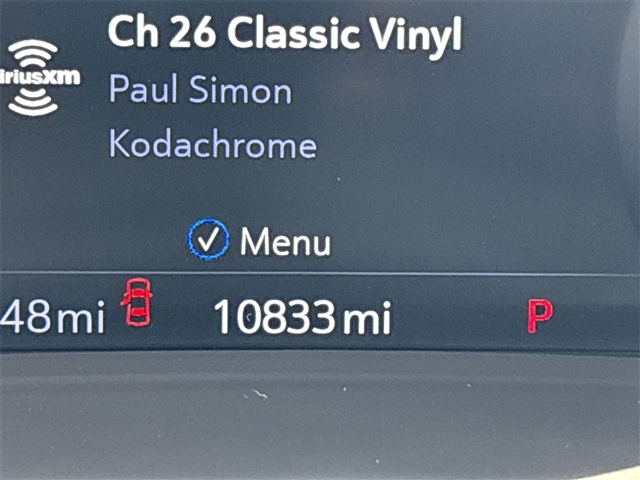 Ch 26 Classic Vinyl
iriusxm
Paul Simon
Kodachrome
Menu
48mi 10833mi P